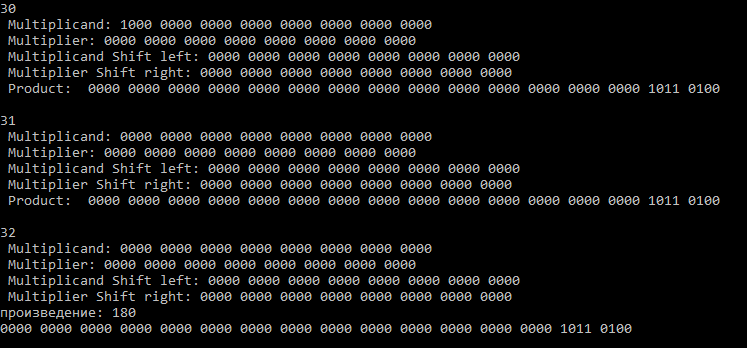 30
Multiplicand: 1000 0000 0000 0000 0000 0000 0000 0000
Multiplier: 0000 0000 0000 0000 0000 0000 0000 0000
Multiplicand Shift left: 0000 0000 0000 0000 0000 0000 0000 0000
Multiplier Shift right: 0000 0000 0000 0000 0000 0000 0000 0000
Product:  0000 0000 0000 0000 0000 0000 0000 0000 0000 0000 0000 0000 0000 0000 1011 0100
31
Multiplicand: 0000 0000 0000 0000 0000 0000 0000 0000
Multiplier: 0000 0000 0000 0000 0000 0000 0000 0000
Multiplicand Shift left: 0000 0000 0000 0000 0000 0000 0000 0000
Multiplier Shift right: 0000 0000 0000 0000 0000 0000 0000 0000
Product:  0000 0000 0000 0000 0000 0000 0000 0000 0000 0000 0000 0000 0000 0000 1011 0100
32
Multiplicand: 0000 0000 0000 0000 0000 0000 0000 0000
Multiplier: 0000 0000 0000 0000 0000 0000 0000 0000
Multiplicand Shift left: 0000 0000 0000 0000 0000 0000 0000 0000
Multiplier Shift right: 0000 0000 0000 0000 0000 0000 0000 0000
произведение: 180
0000 0000 0000 0000 0000 0000 0000 0000 0000 0000 0000 0000 0000 0000 1011 0100